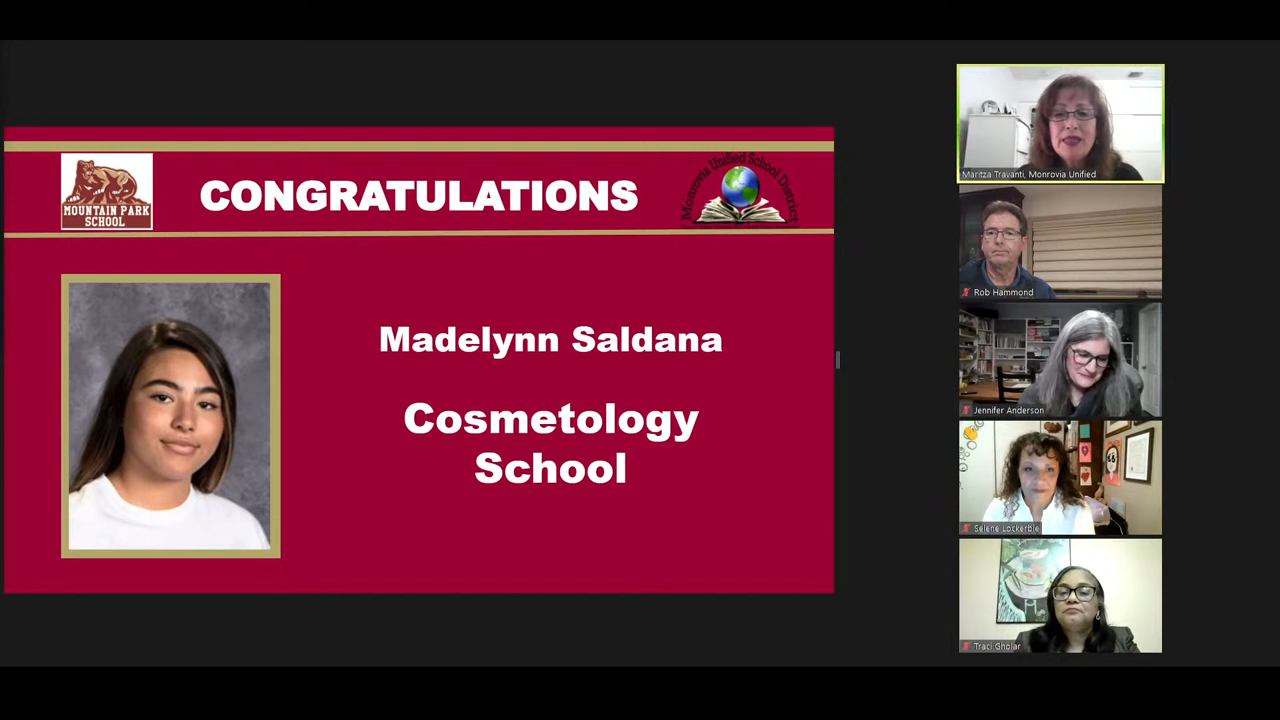 MOUNTAIN PARK
SCHOOL
CONGRATULATIONS
Monrovia Unified School District
Madelynn Saldana
Cosmetology
School
Maritza Travanti, Monrovia Unified
Rob Hammond
Jennifer Anderson
Selene Lockerbie
Traci Gholar